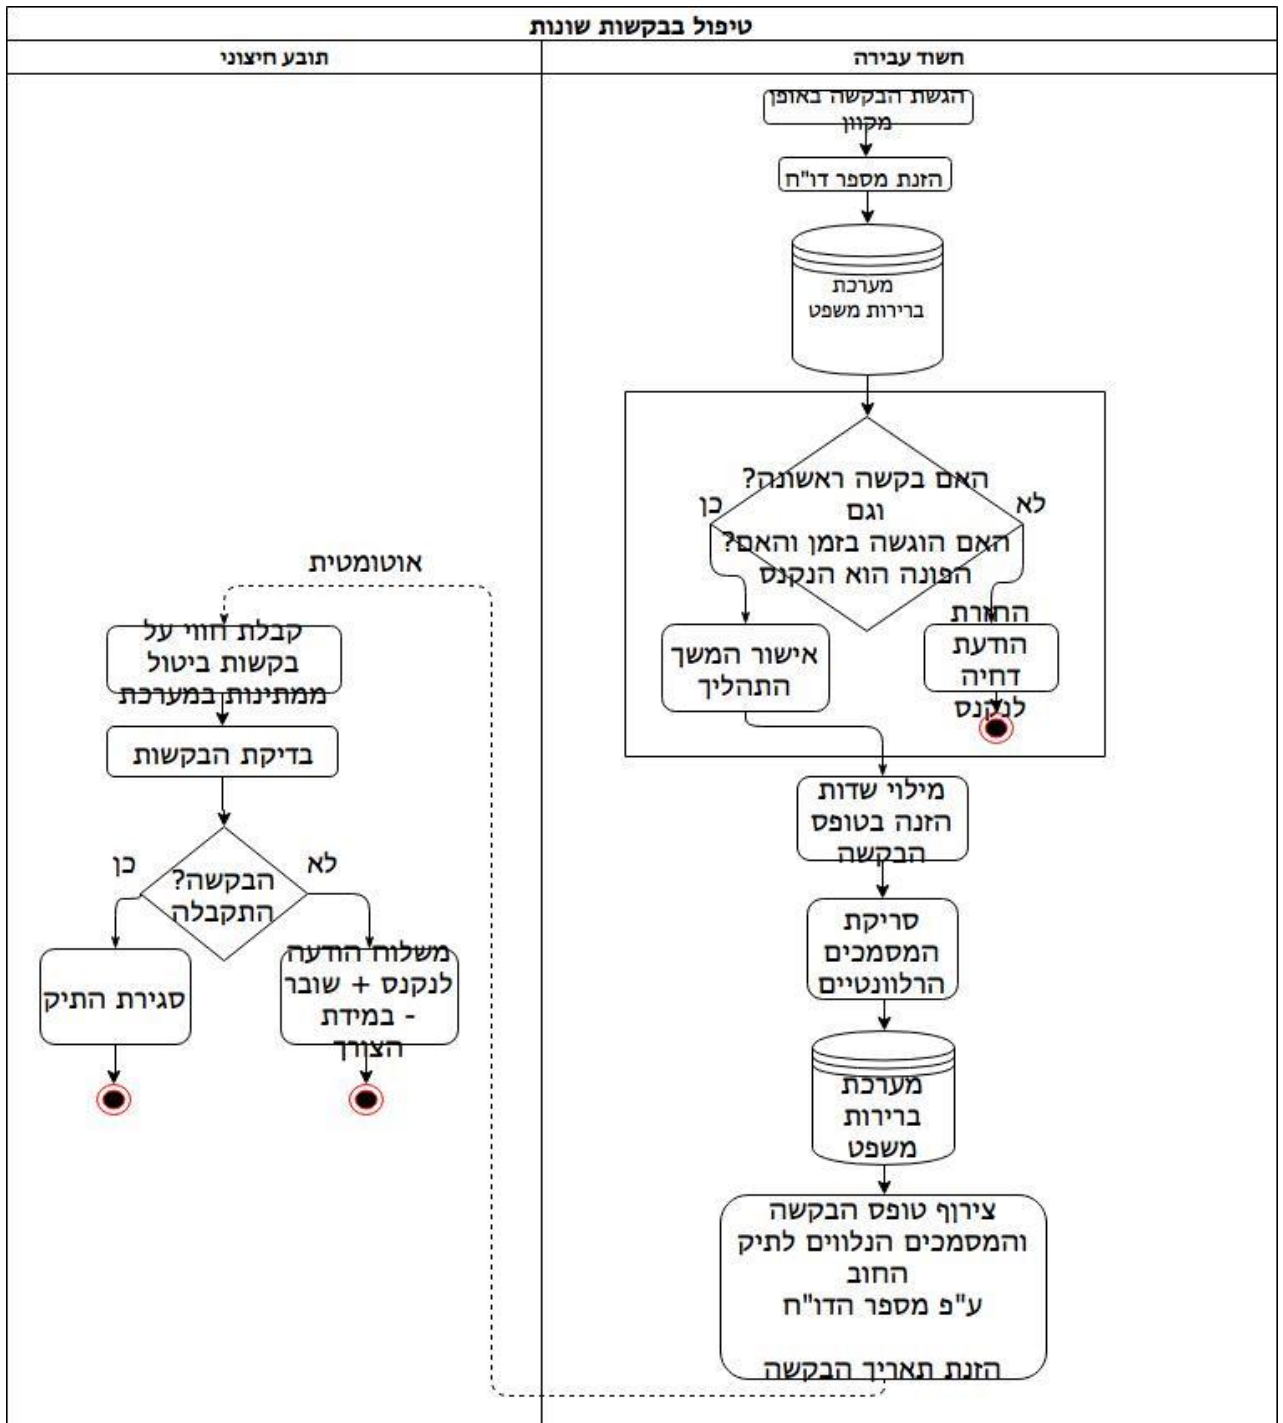 טיפול בבקשות שונות
חשוד עבירה
תובע חיצוני
הגשת הבקשה באופן
מקוון
הזנת מספר דו"ח
מערכת
ברירות משפט
האם בקשה ראשונה?
וגם
האם הוגשה בזמן והאם?
הפונה הוא הנקנס
כן
לא
אישור המשך
התהליך
החזרת
הודעת
דחיה
לנקנס
מילוי שדות
הזנה בטופס
הבקשה
סריקת
המסמכים
הרלוונטיים
מערכת
ברירות
משפט
צירוף טופס הבקשה
והמסמכים הנלווים לתיק
החוב
ע"פ מספר הדו"ח
הזנת תאריך הבקשה
אוטומטית
קבלת חווי על
בקשות ביטול
ממתינות במערכת
בדיקת הבקשות
הבקשה?
התקבלה
כן
לא
סגירת התיק
משלוח הודעה
לנקנס + שובר
- במידת
הצורך